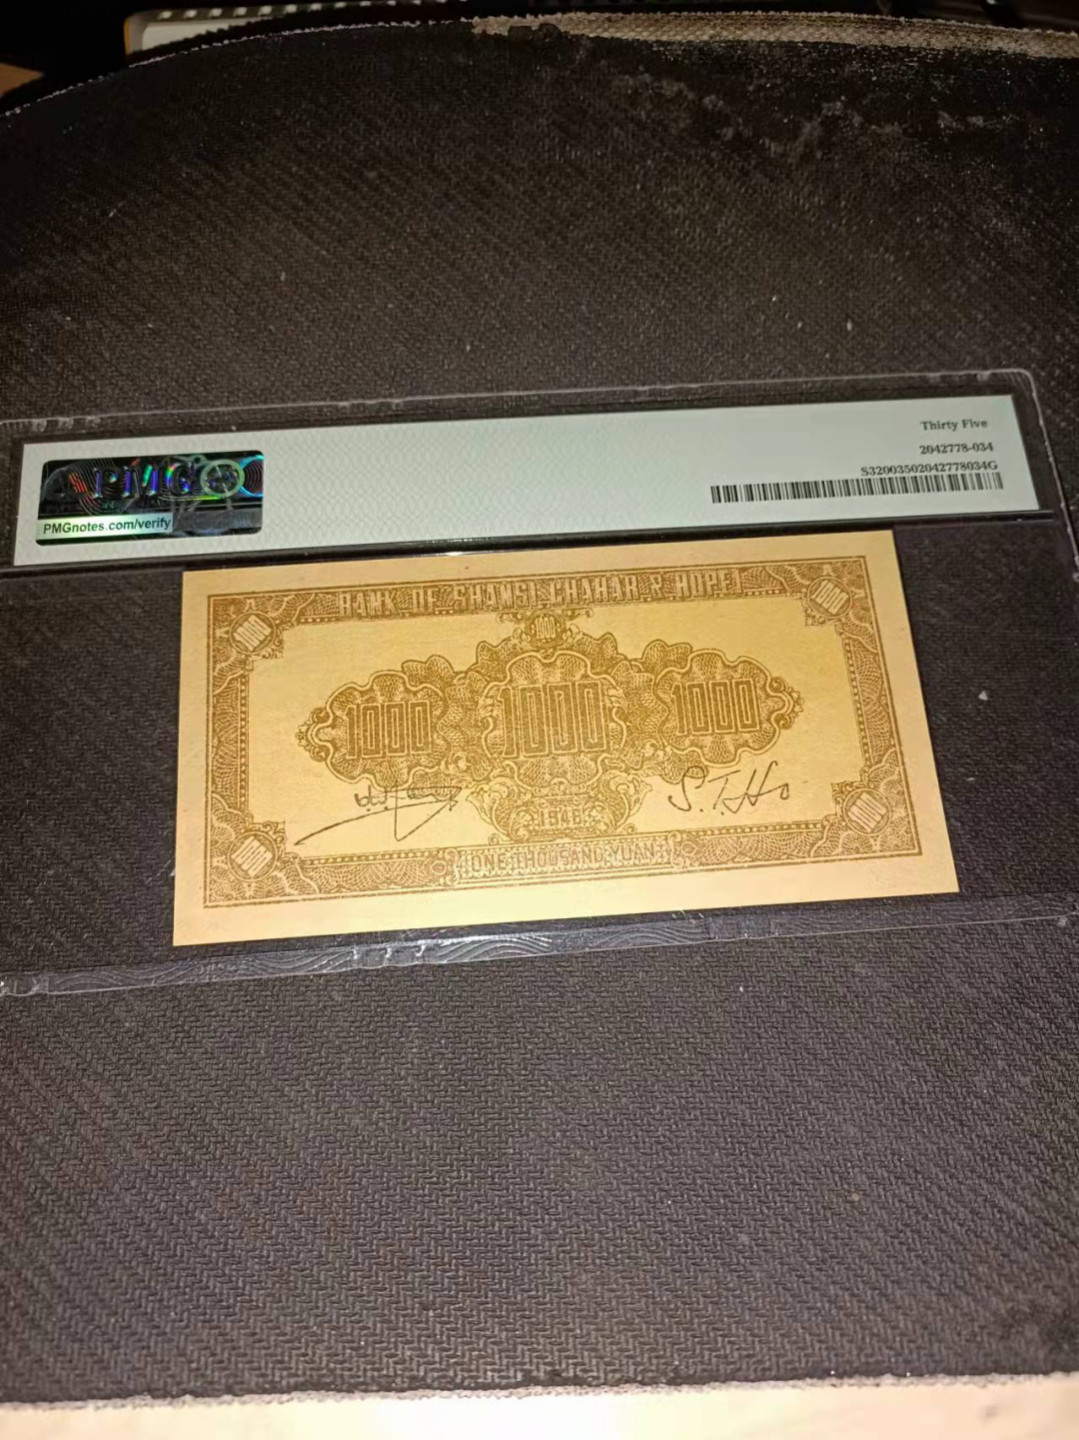 Thirty Five
2042778-034
S32003502042778034G
PMG
PMGnotes.com/verify
BANK OF SHANSI CHAHAR & HOPEI
1000
1000 1000 1000
S. T. Ho
1946
ONE THOUSAND YUAN